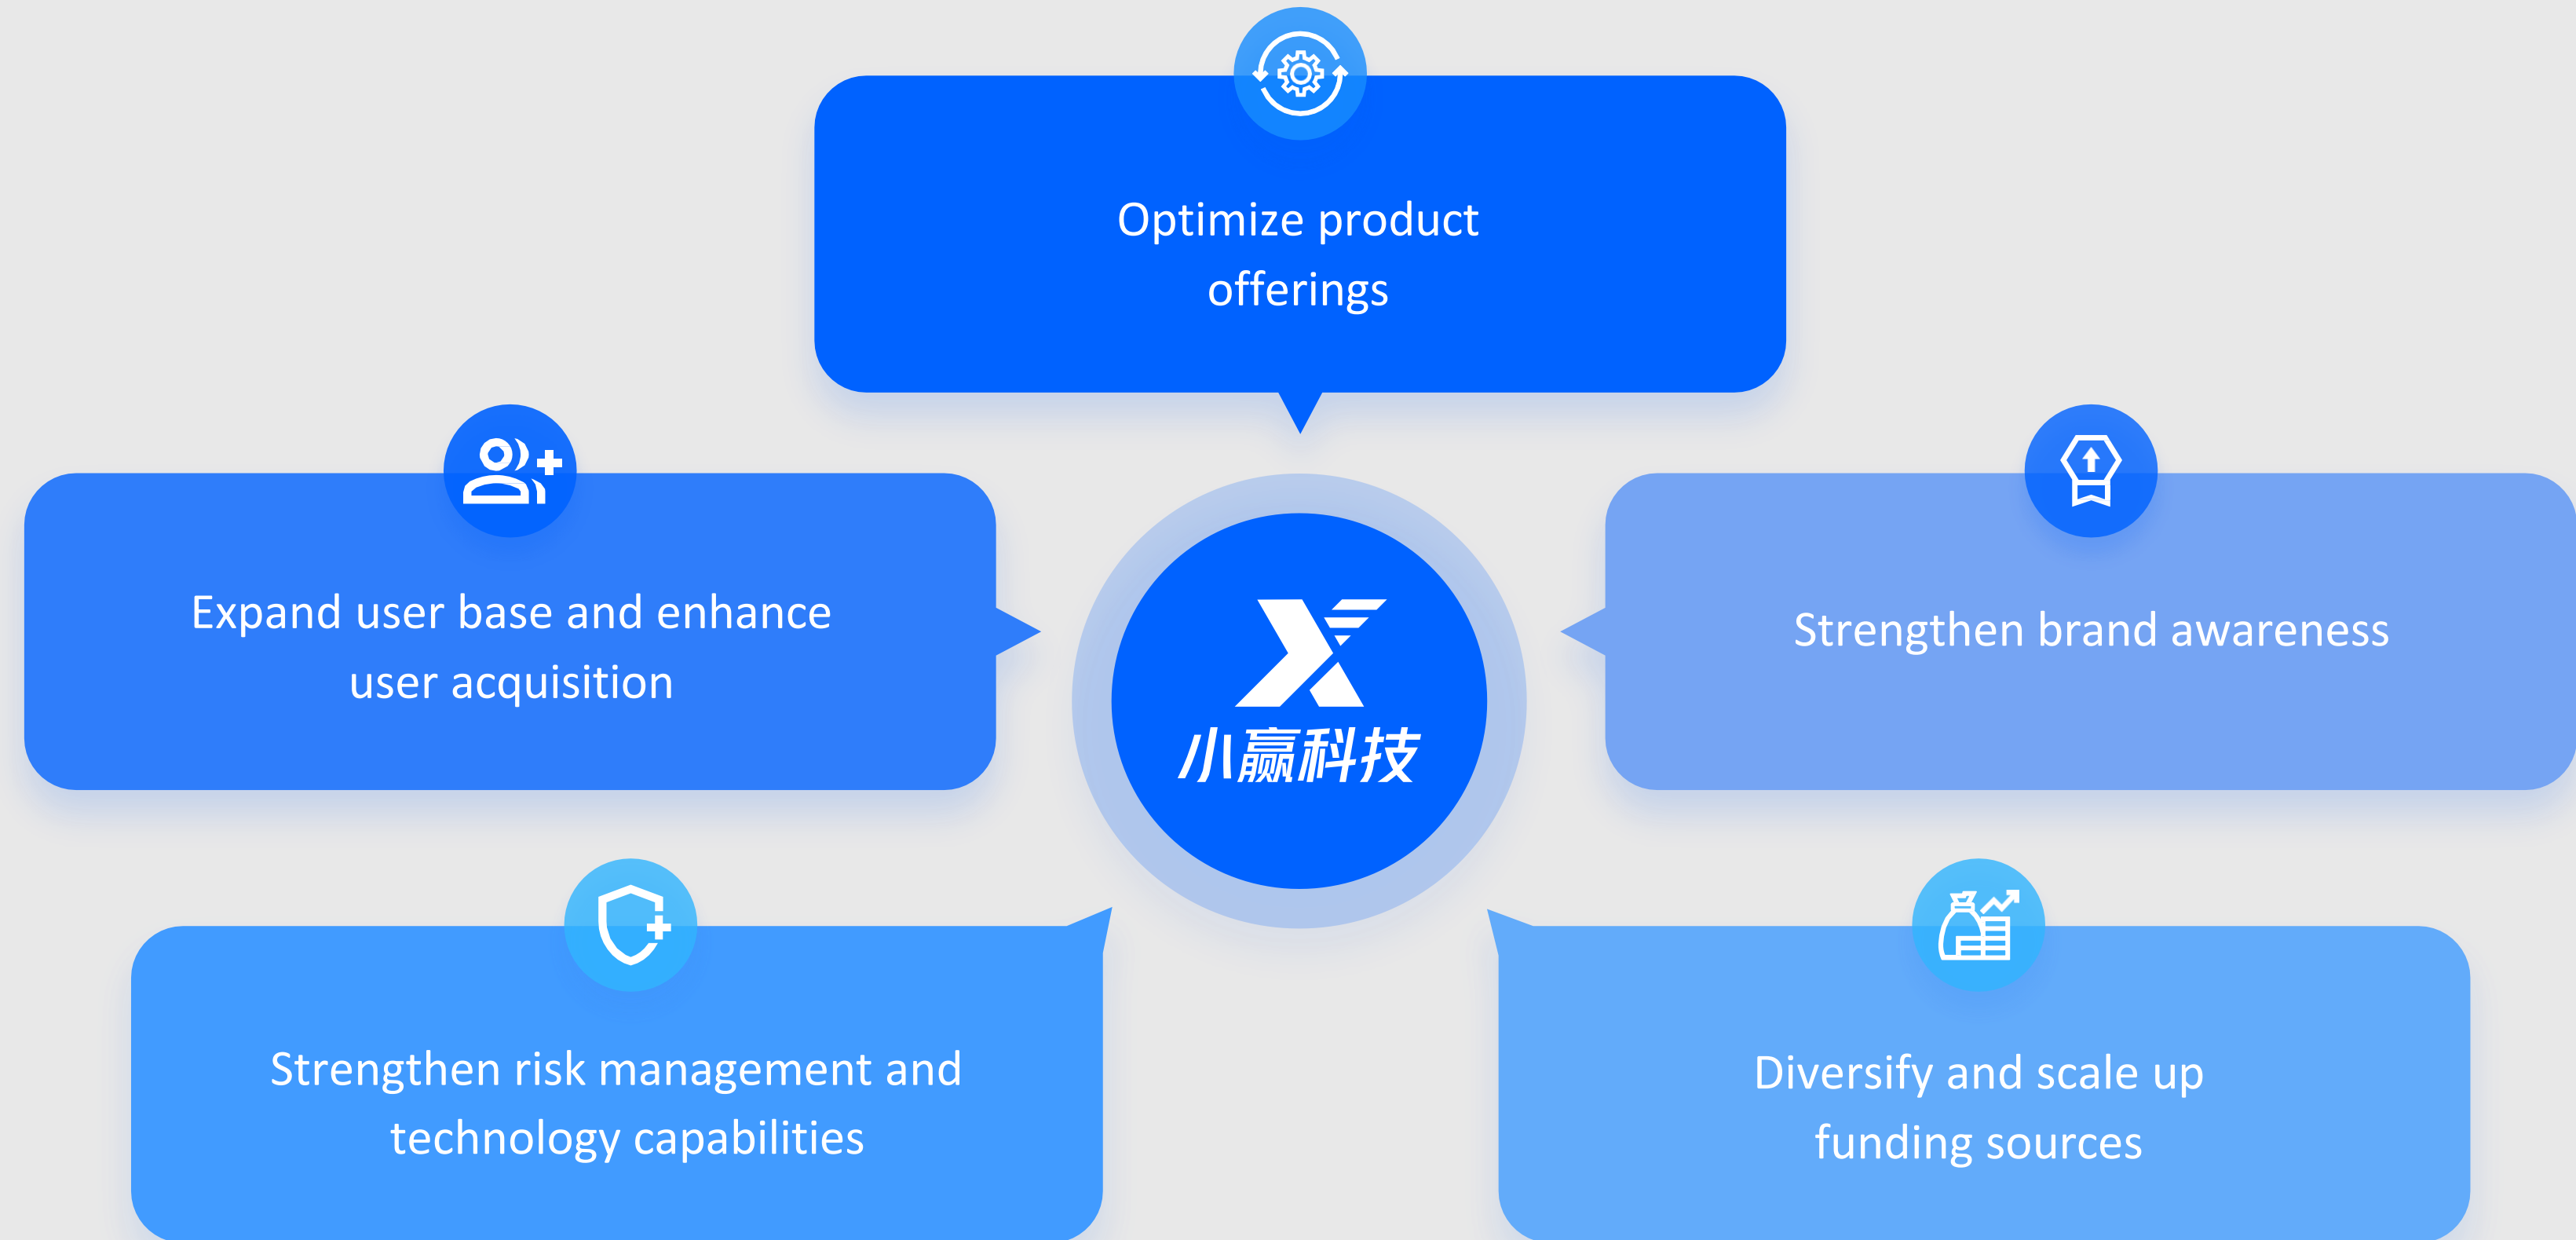 Optimize product
offerings
Expand user base and enhance
user acquisition
Strengthen brand awareness
小赢科技
Strengthen risk management and
technology capabilities
Diversify and scale up
funding sources